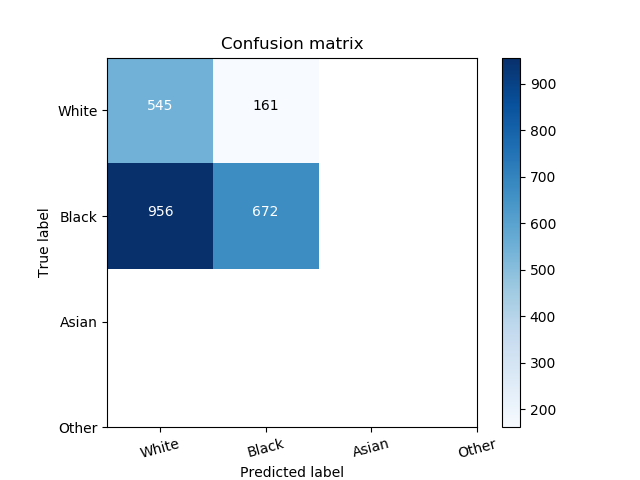 Confusion matrix
White 545 161
Black 956 672
Asian
Other
White Black Asian Other
Predicted label
True label
900
800
700
600
500
400
300
200